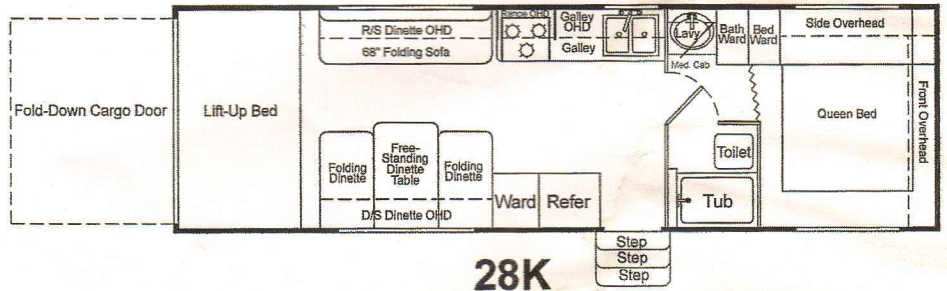 Fold-Down Cargo Door
Lift-Up Bed
R/S Dinette OHD
68" Folding Sofa
Range OHD
Galley
OHD
Galley
Lavy
Med. Cab
Bath
Ward
Bed
Ward
Side Overhead
Queen Bed
Front Overhead
Folding
Dinette
Free-
Standing
Dinette
Table
Folding
Dinette
D/S Dinette OHD
Ward
Refer
Toilet
Tub
Step
Step
Step
28K